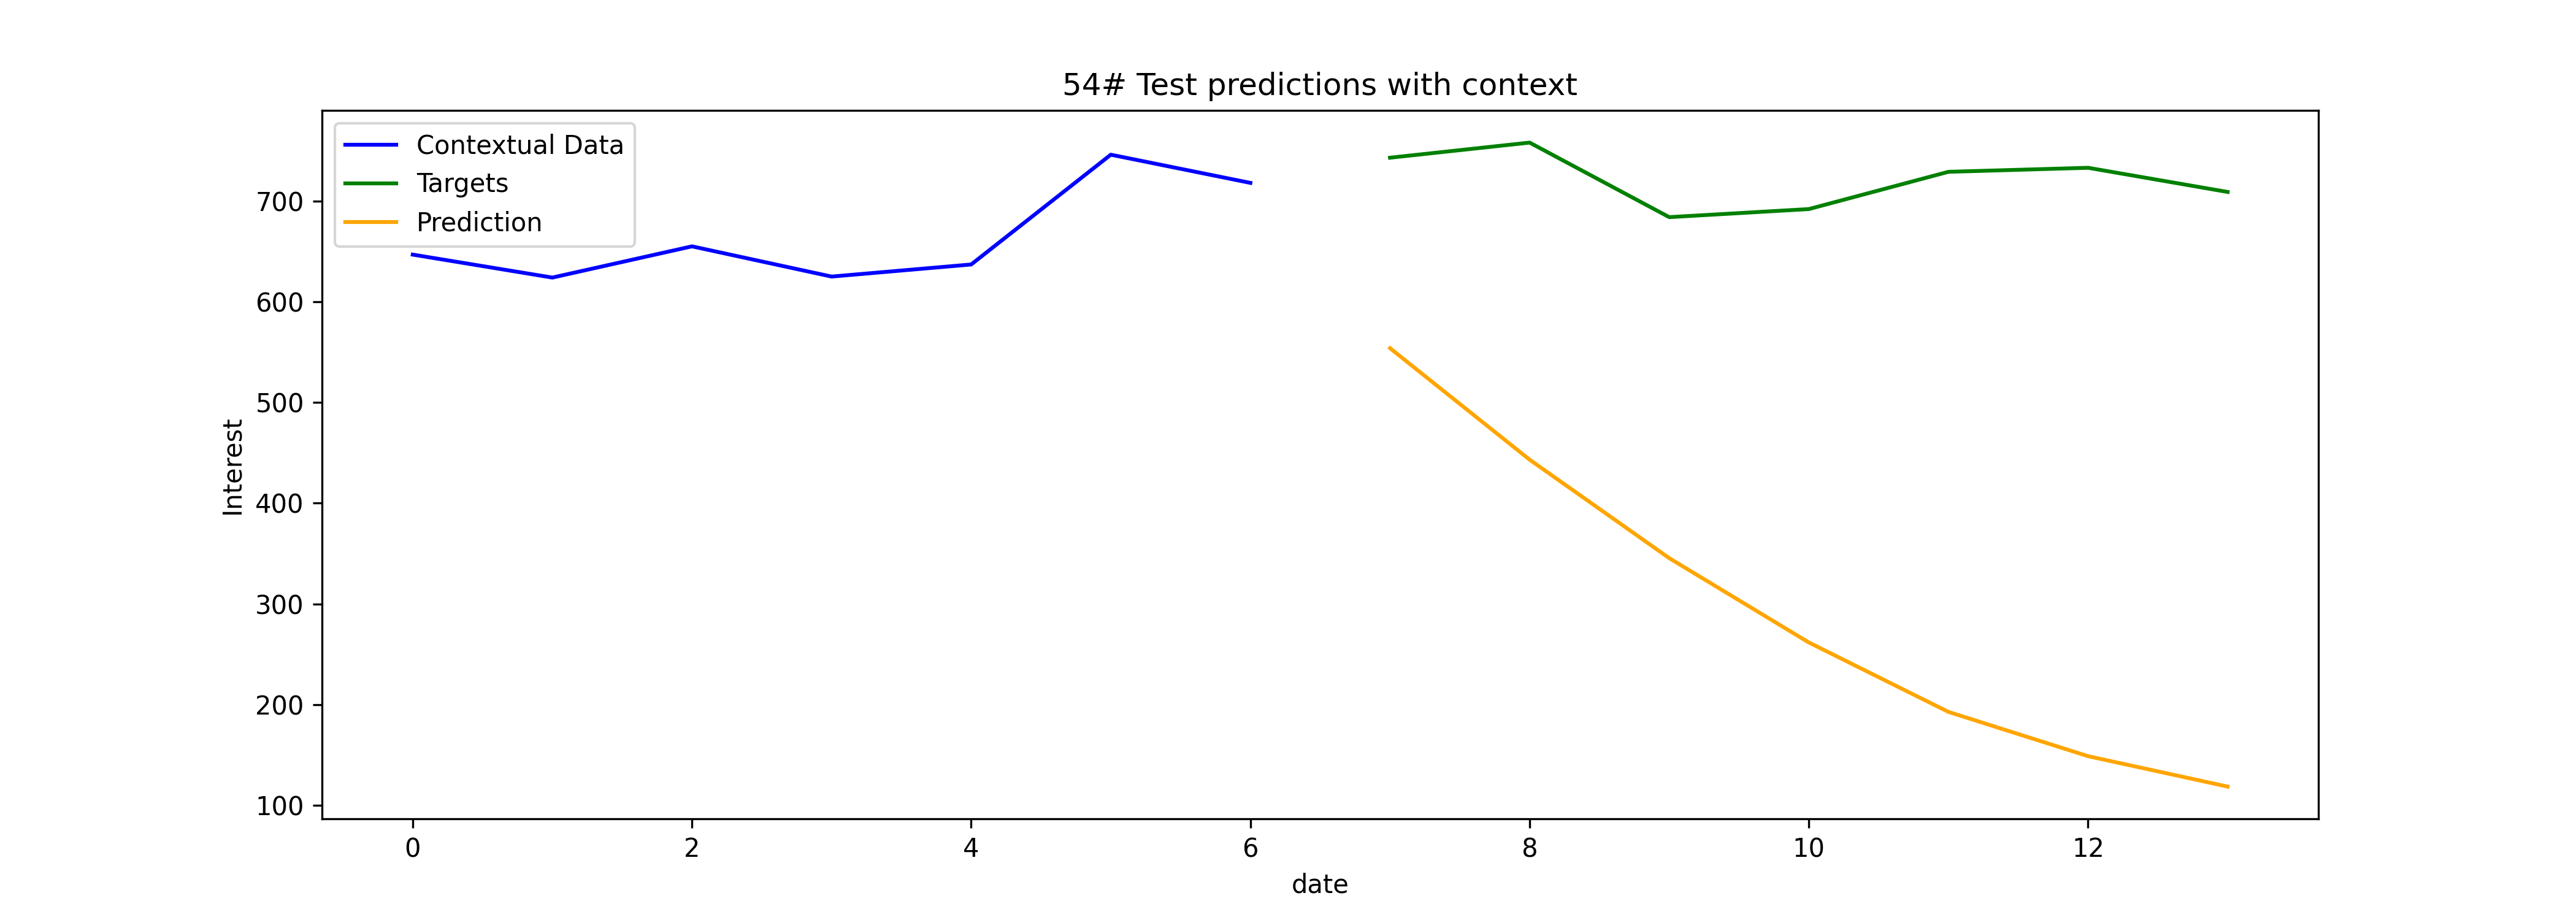 54# Test predictions with context
Contextual Data
Targets
Prediction
700
600
500
400
300
200
100
Interest
0 2 4 6 8 10 12
date